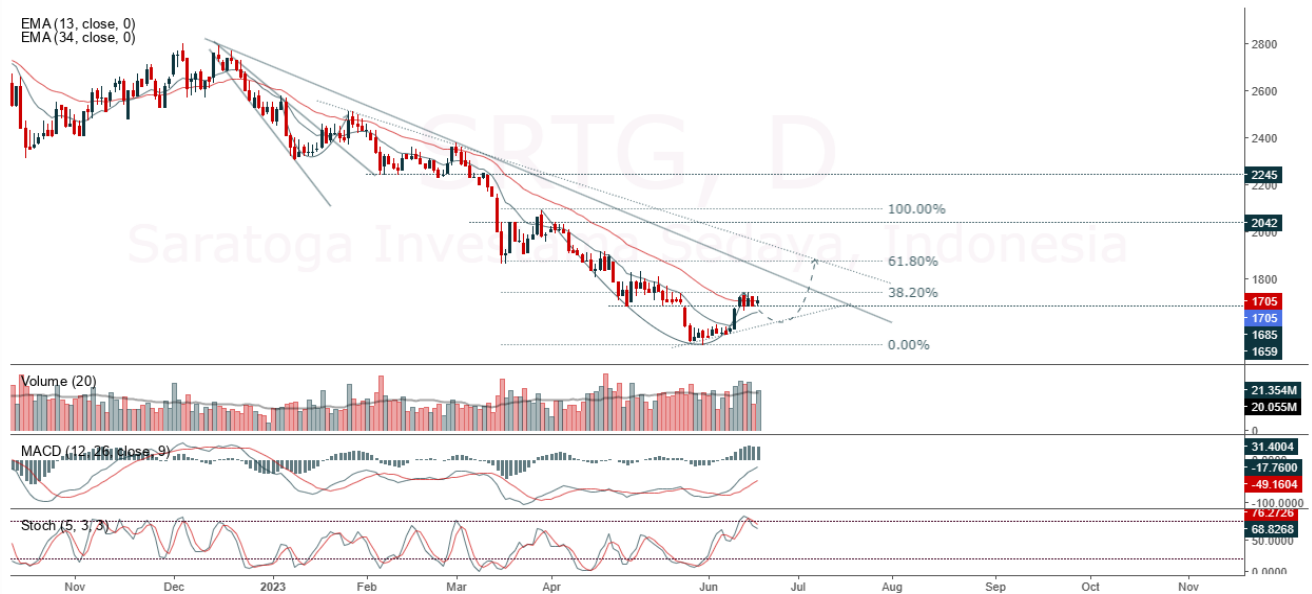 EMA (13, close, 0)
EMA (34, close, 0)
SRTG, D
Saratoga Investama Sedaya, Indonesia
2800
2600
2400
2245
2200
2042
2000
1800
1705
1705
1685
1659
100.00%
61.80%
38.20%
0.00%
Volume (20)
21.354M
20.055M
0
MACD (12, 26, close, 9)
31.4004
0.0000
-17.7600
-49.1604
-100.0000
Stoch (5, 3, 3)
76.2726
68.8268
50.0000
0.0000
Nov Dec 2023 Feb Mar Apr Jun Jul Aug Sep Oct Nov